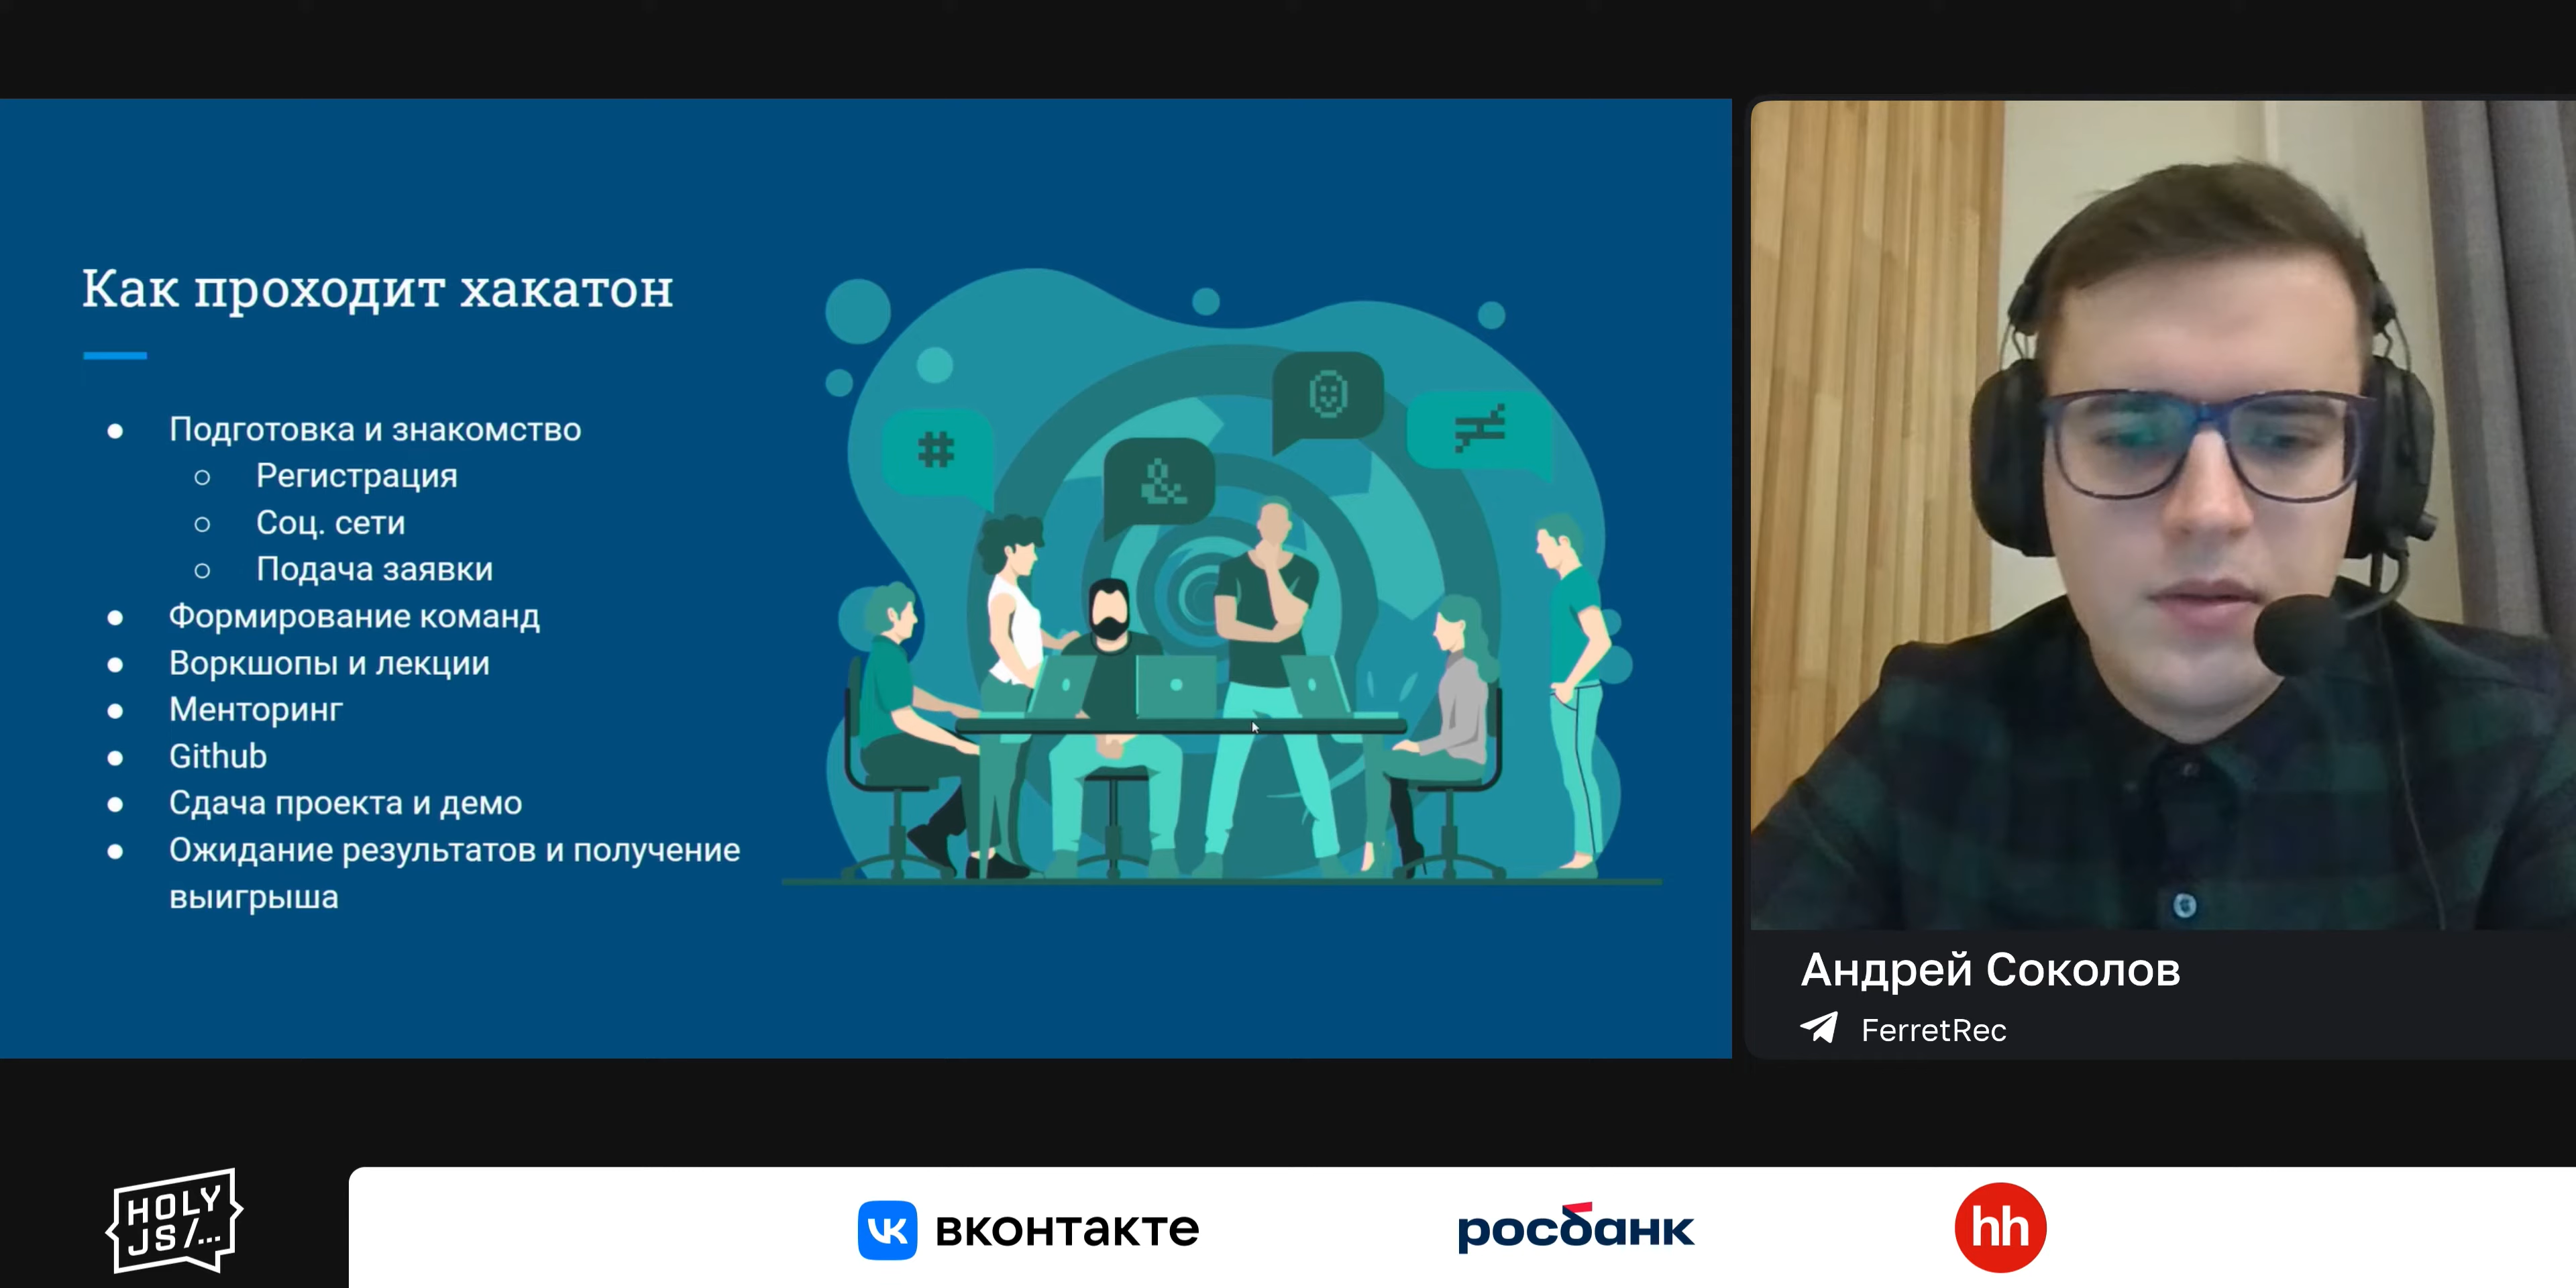 Как проходит хакатон
● Подготовка и знакомство
○ Регистрация
○ Соц. сети
○ Подача заявки
● Формирование команд
● Воркшопы и лекции
● Менторинг
● Github
● Сдача проекта и демо
● Ожидание результатов и получение
выигрыша
#
&
≠
Андрей Соколов
FerretRec
HOLY
JS/...
вконтакте
росбанк
hh